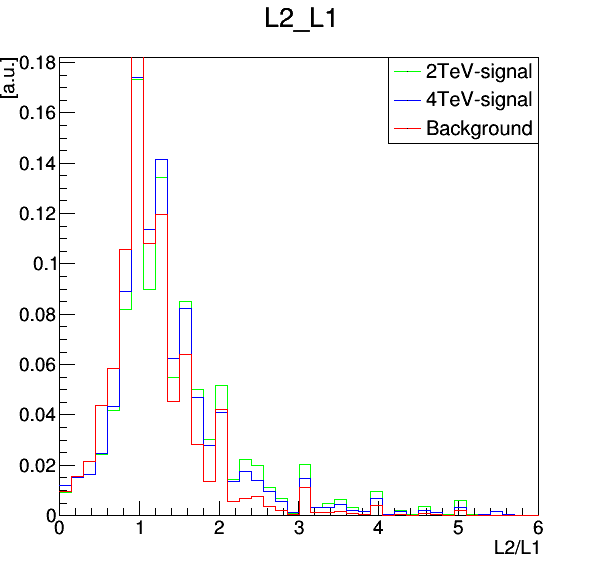 L2_L1
[a.u.]
2TeV-signal
4TeV-signal
Background
0.18
0.16
0.14
0.12
0.1
0.08
0.06
0.04
0.02
0
0 1 2 3 4 5 6
L2/L1